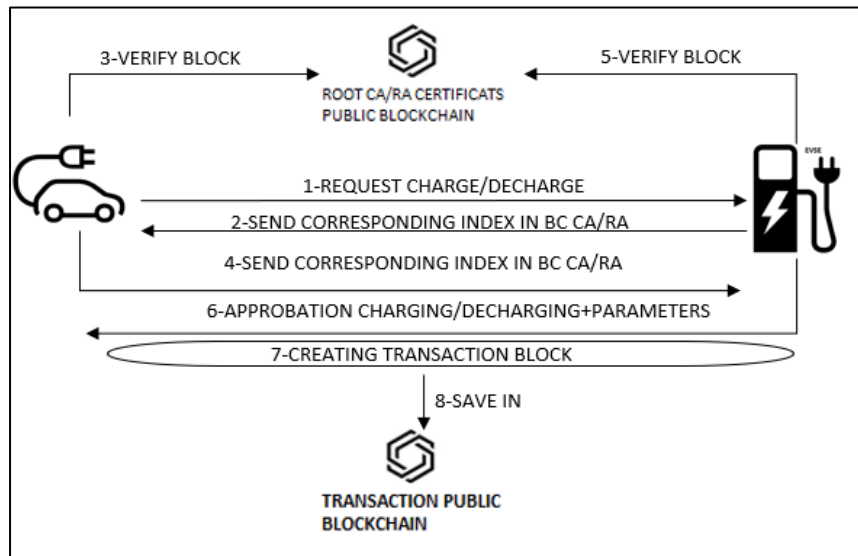 3-VERIFY BLOCK
5-VERIFY BLOCK
ROOT CA/RA CERTIFICATS
PUBLIC BLOCKCHAIN
EVSE
1-REQUEST CHARGE/DECHARGE
2-SEND CORRESPONDING INDEX IN BC CA/RA
4-SEND CORRESPONDING INDEX IN BC CA/RA
6-APPROBATION CHARGING/DECHARGING+PARAMETERS
7-CREATING TRANSACTION BLOCK
8-SAVE IN
TRANSACTION PUBLIC
BLOCKCHAIN